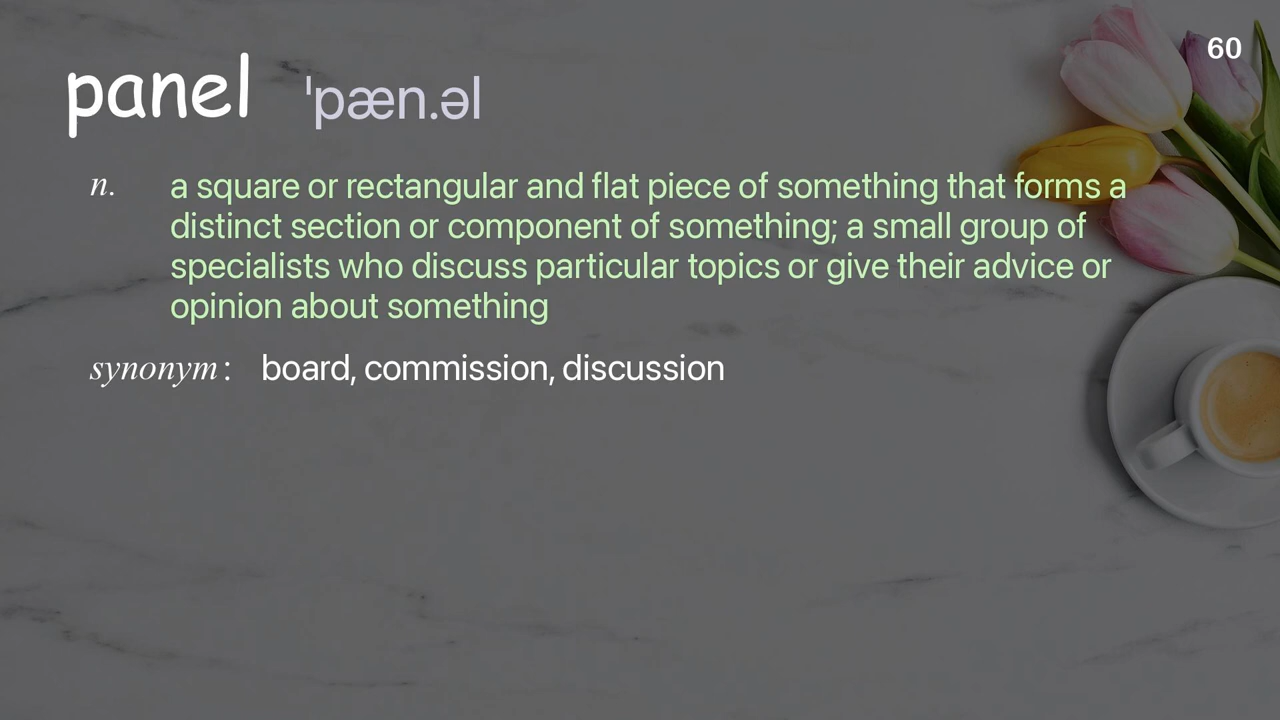 60
panel ˈpæn.əl
n. a square or rectangular and flat piece of something that forms a
distinct section or component of something; a small group of
specialists who discuss particular topics or give their advice or
opinion about something
synonym: board, commission, discussion